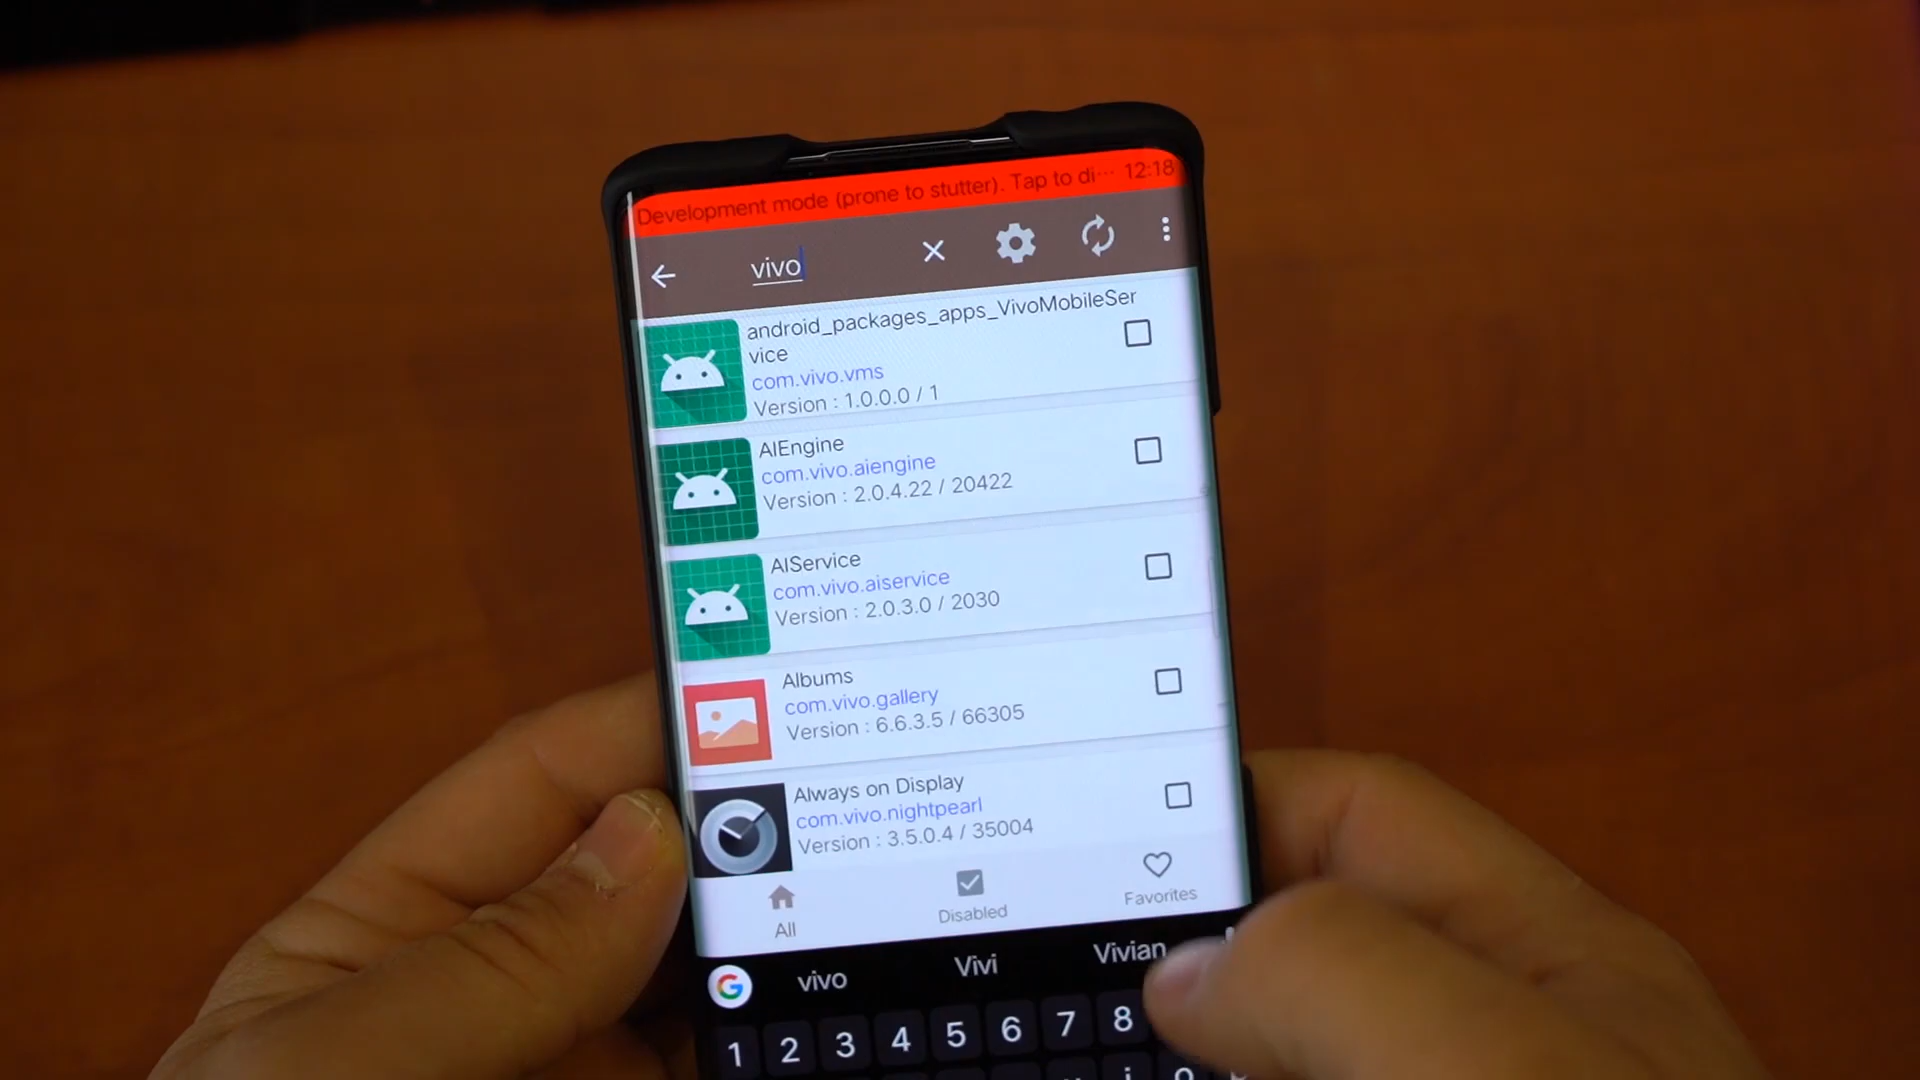 Development mode (prone to stutter). Tap to di··· 12:18
vivo
android_packages_apps_VivoMobileSer
vice
com.vivo.vms
Version : 1.0.0.0 / 1
AIEngine
com.vivo.aiengine
Version : 2.0.4.22 / 20422
AIService
com.vivo.aiservice
Version : 2.0.3.0 / 2030
Albums
com.vivo.gallery
Version : 6.6.3.5 / 66305
Always on Display
com.vivo.nightpearl
Version : 3.5.0.4 / 35004
All Disabled Favorites
G vivo Vivi Vivian
1 2 3 4 5 6 7 8